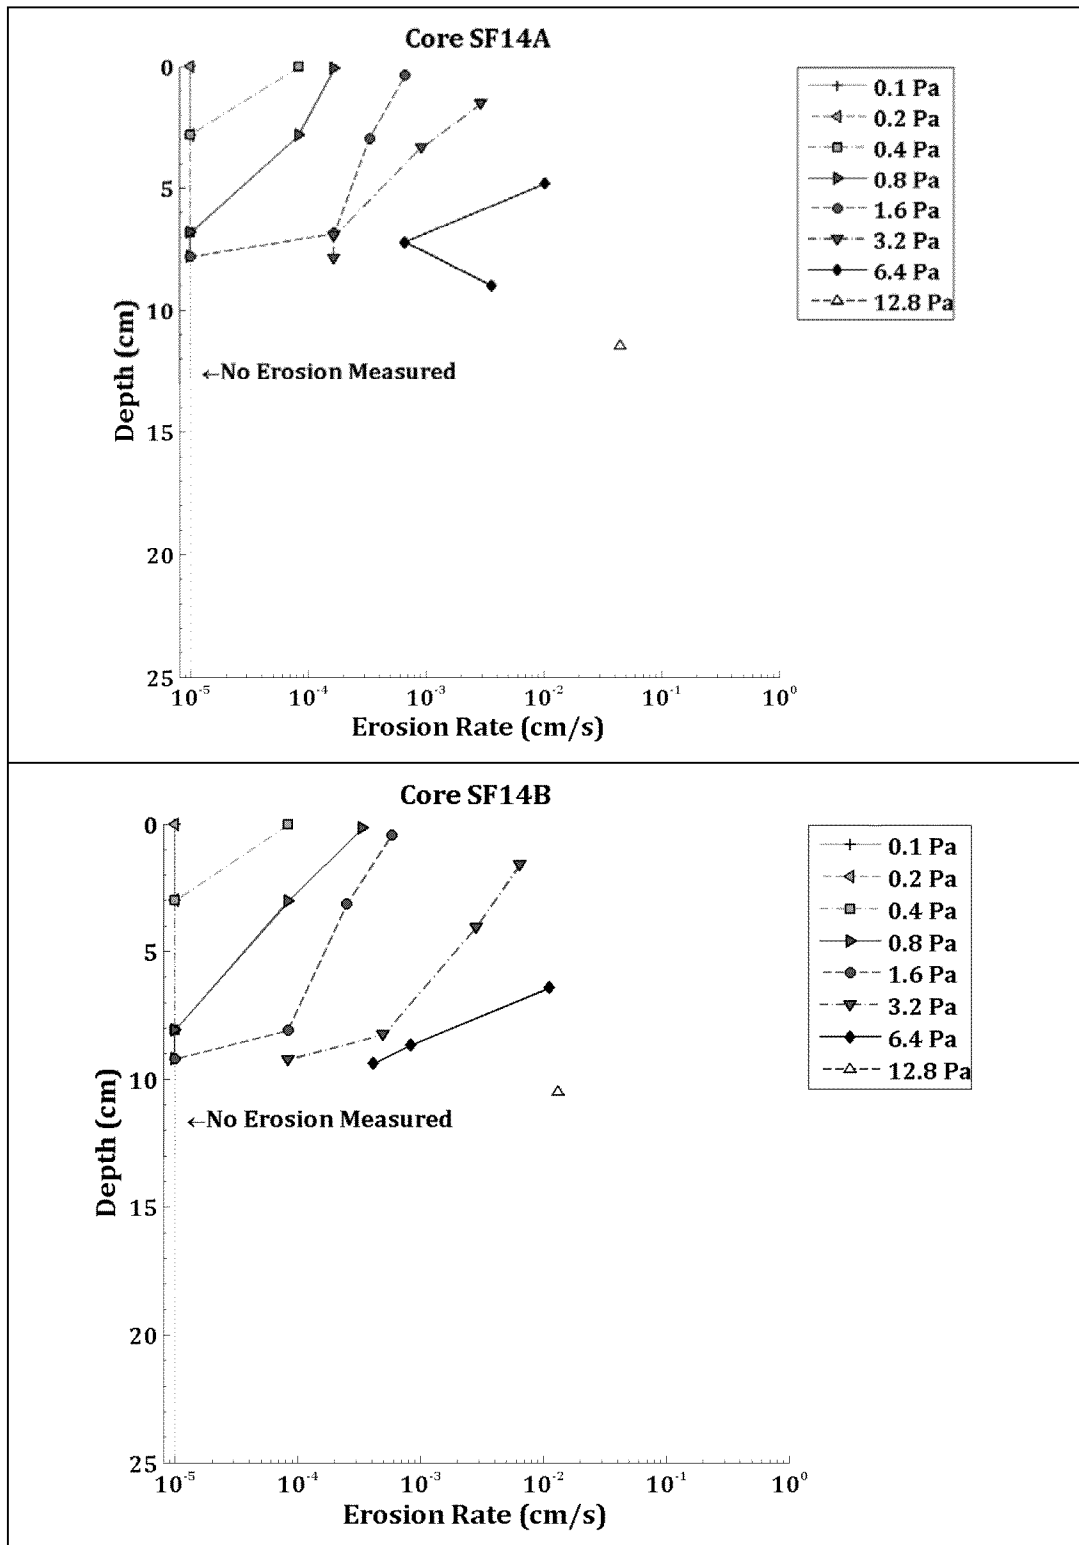 Core SF14A
0
5
10
15
20
25
Depth (cm)
←No Erosion Measured
10⁻⁵ 10⁻⁴ 10⁻³ 10⁻² 10⁻¹ 10⁰
Erosion Rate (cm/s)
0.1 Pa
0.2 Pa
0.4 Pa
0.8 Pa
1.6 Pa
3.2 Pa
6.4 Pa
12.8 Pa
Core SF14B
0
5
10
15
20
25
Depth (cm)
←No Erosion Measured
10⁻⁵ 10⁻⁴ 10⁻³ 10⁻² 10⁻¹ 10⁰
Erosion Rate (cm/s)
0.1 Pa
0.2 Pa
0.4 Pa
0.8 Pa
1.6 Pa
3.2 Pa
6.4 Pa
12.8 Pa